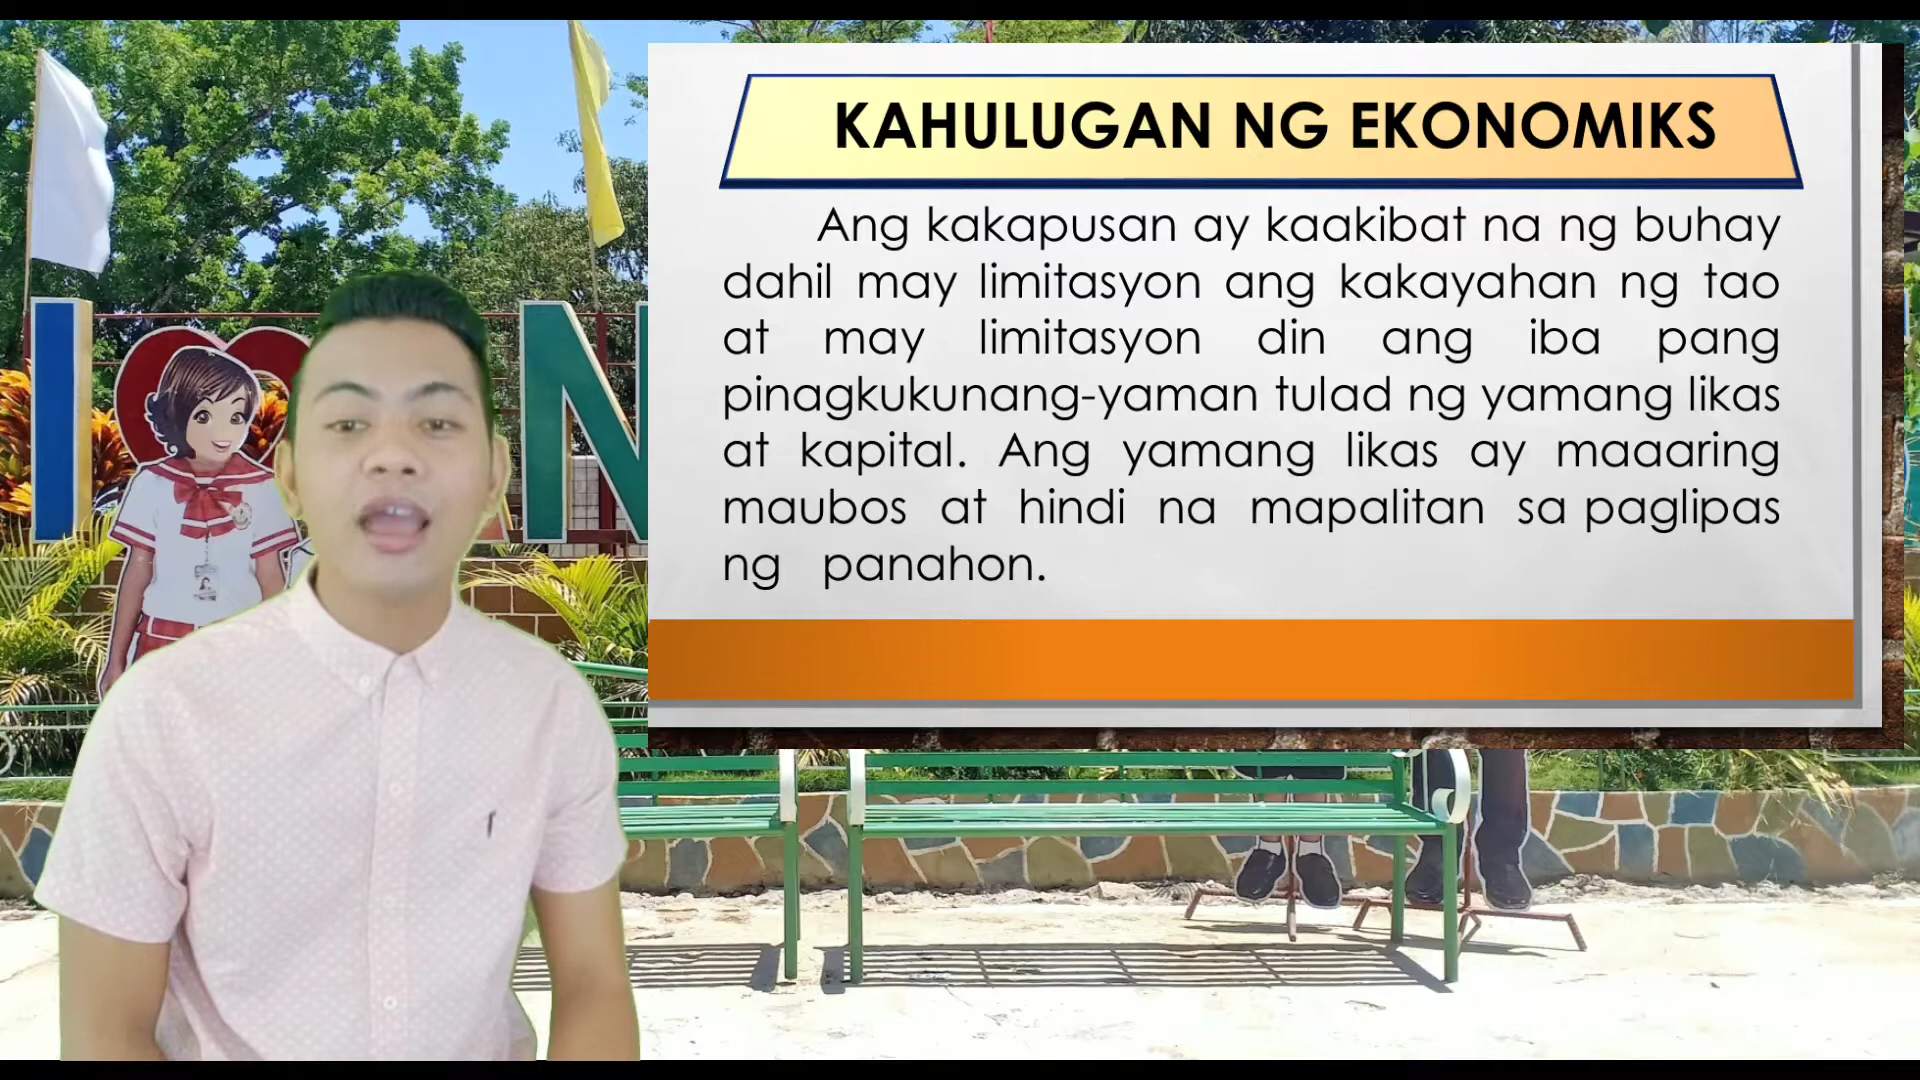 KAHULUGAN NG EKONOMIKS
Ang kakapusan ay kaakibat na ng buhay
dahil may limitasyon ang kakayahan ng tao
at may limitasyon din ang iba pang
pinagkukunang-yaman tulad ng yamang likas
at kapital. Ang yamang likas ay maaaring
maubos at hindi na mapalitan sa paglipas
ng panahon.
I
N